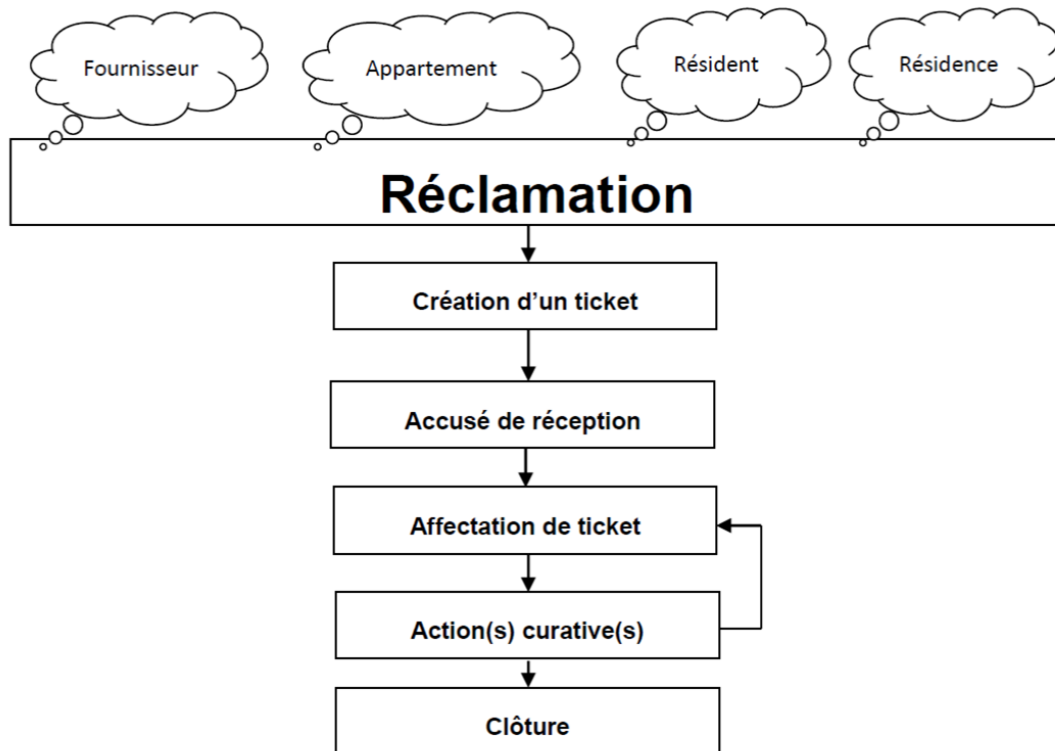 Fournisseur
Appartement
Résident
Résidence
Réclamation
Création d’un ticket
Accusé de réception
Affectation de ticket
Action(s) curative(s)
Clôture